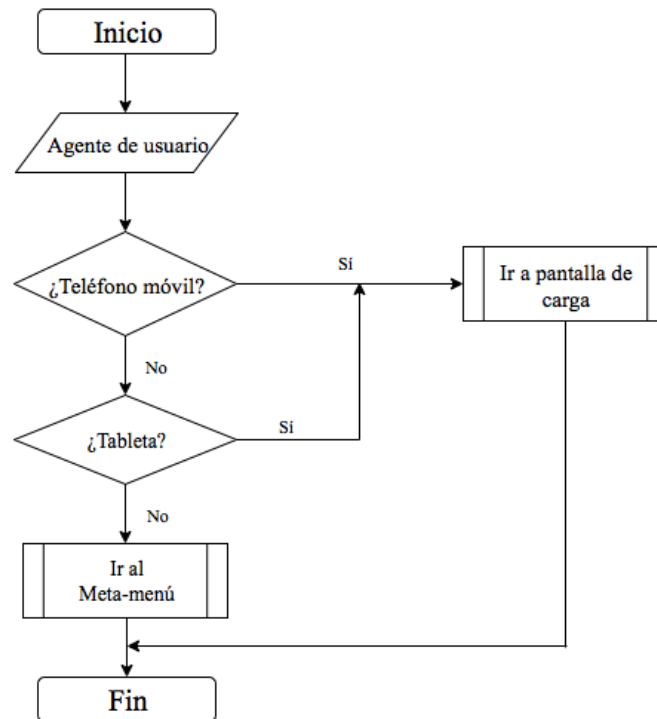 Inicio
Agente de usuario
¿Teléfono móvil?
Sí
Ir a pantalla de
carga
No
¿Tableta?
Sí
No
Ir al
Meta-menú
Fin